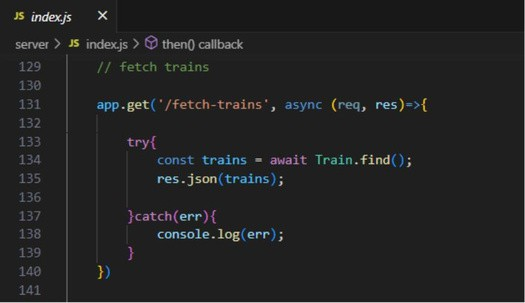 JS index.js ×
server > JS index.js > then() callback
129 // fetch trains
130
131 app.get('/fetch-trains', async (req, res)=>{
132
133 try{
134 const trains = await Train.find();
135 res.json(trains);
136
137 }catch(err){
138 console.log(err);
139 }
140 })
141